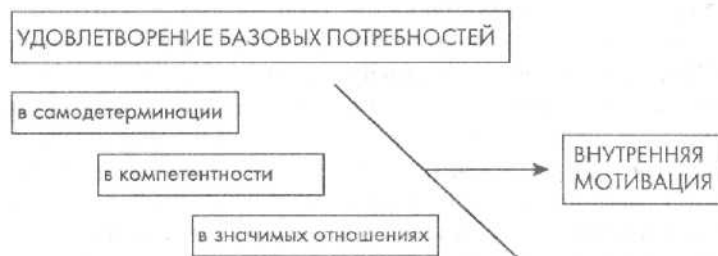 УДОВЛЕТВОРЕНИЕ БАЗОВЫХ ПОТРЕБНОСТЕЙ
в самодетерминации
в компетентности
в значимых отношениях
ВНУТРЕННЯЯ
МОТИВАЦИЯ